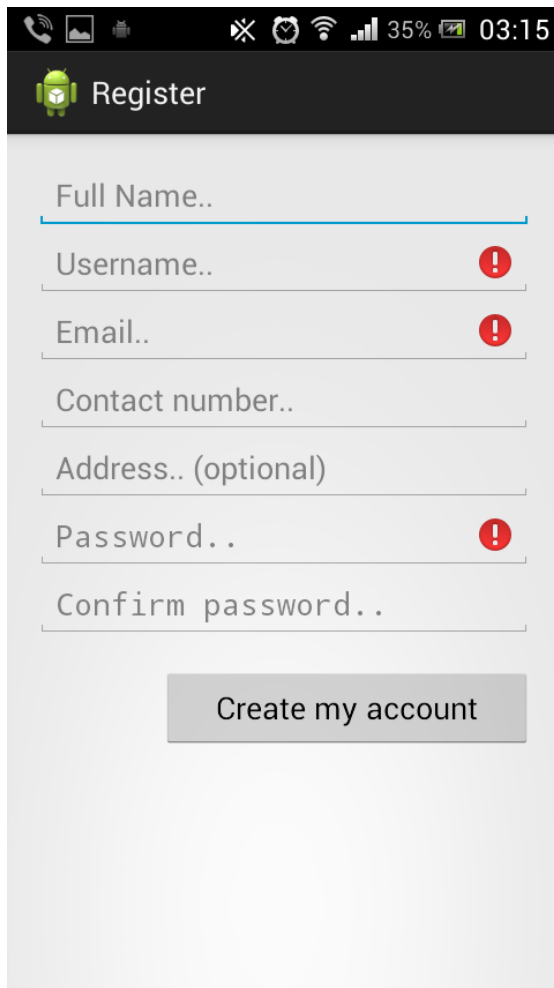 35% 03:15
Register
Full Name..
Username..
Email..
Contact number..
Address.. (optional)
Password..
Confirm password..
Create my account